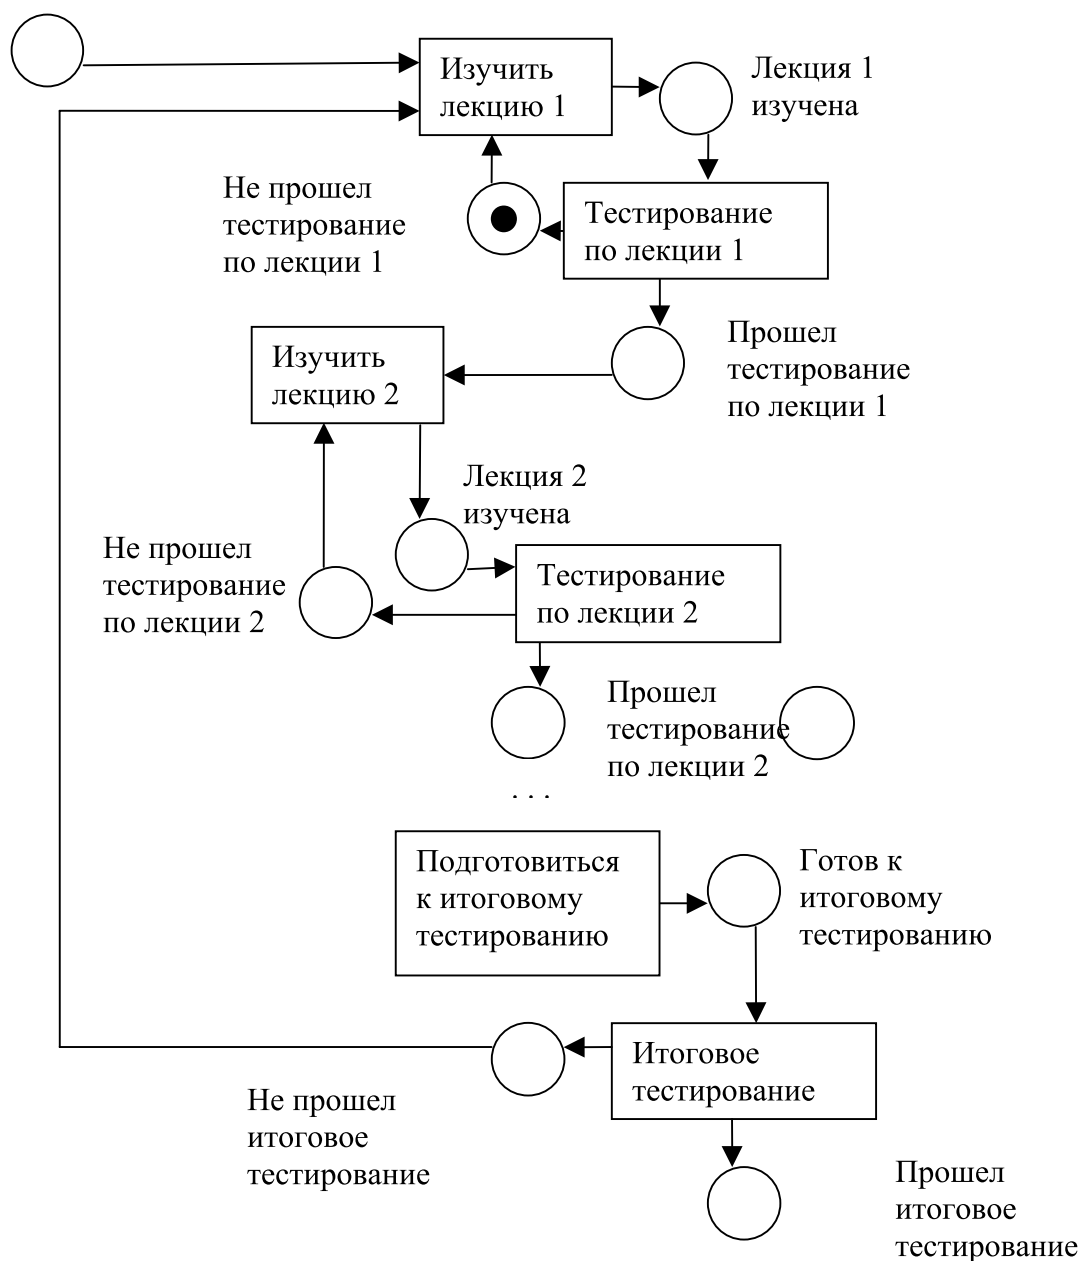 Изучить
лекцию 1
Лекция 1
изучена
Не прошел
тестирование
по лекции 1
Тестирование
по лекции 1
Прошел
тестирование
по лекции 1
Изучить
лекцию 2
Лекция 2
изучена
Не прошел
тестирование
по лекции 2
Тестирование
по лекции 2
Прошел
тестирование
по лекции 2
. . .
Подготовиться
к итоговому
тестированию
Готов к
итоговому
тестированию
Итоговое
тестирование
Не прошел
итоговое
тестирование
Прошел
итоговое
тестирование